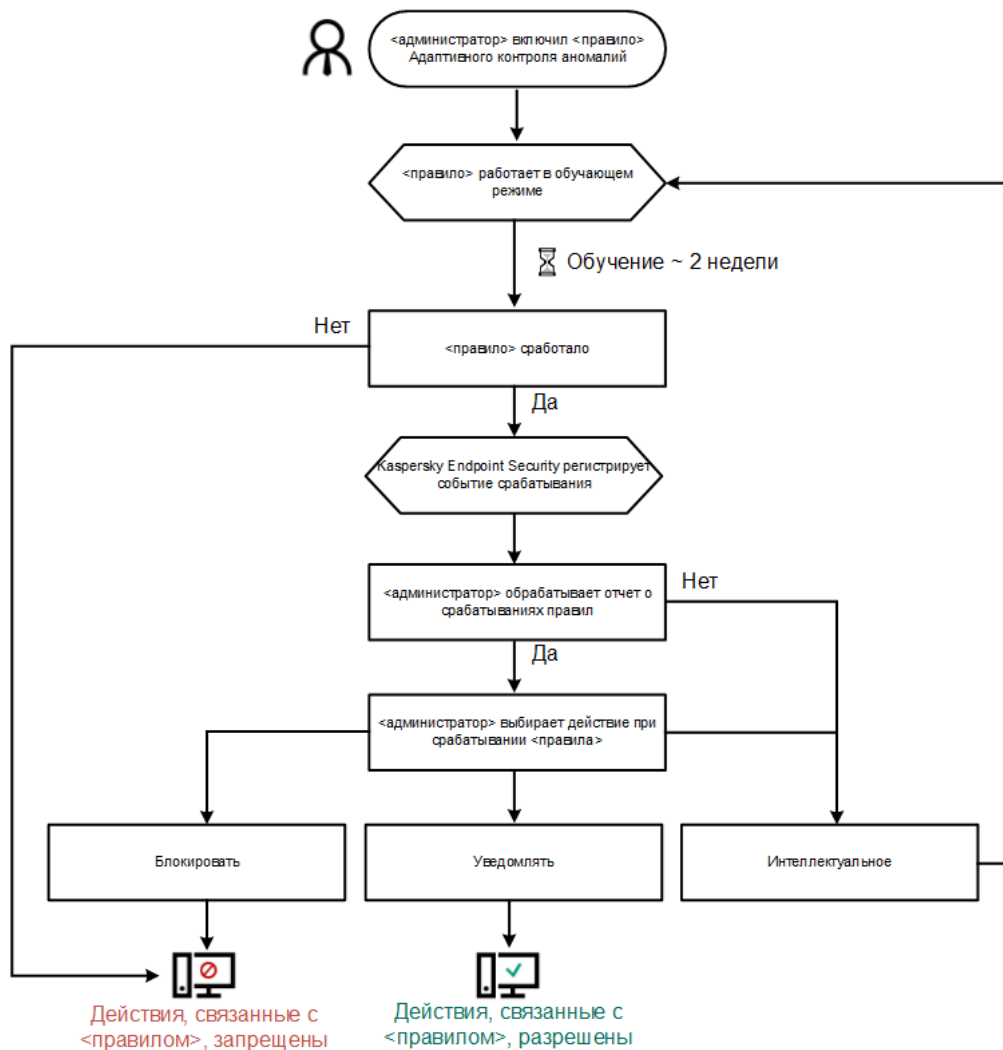 <администратор> включил <правило>
Адаптивного контроля аномалий
<правило> работает в обучающем
режиме
Обучение ~ 2 недели
Нет
<правило> сработало
Да
Kaspersky Endpoint Security регистрирует
событие срабатывания
<администратор> обрабатывает отчет о
срабатываниях правил
Нет
Да
<администратор> выбирает действие при
срабатывании <правила>
Блокировать
Уведомлять
Интеллектуальное
Действия, связанные с
<правилом>, запрещены
Действия, связанные с
<правилом>, разрешены